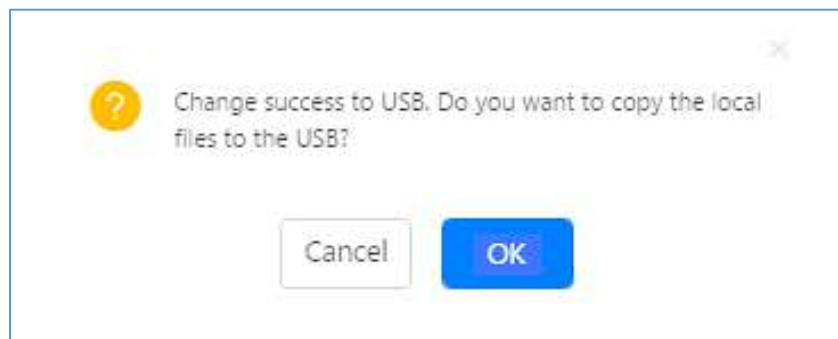 Change success to USB. Do you want to copy the local
files to the USB?
Cancel
OK